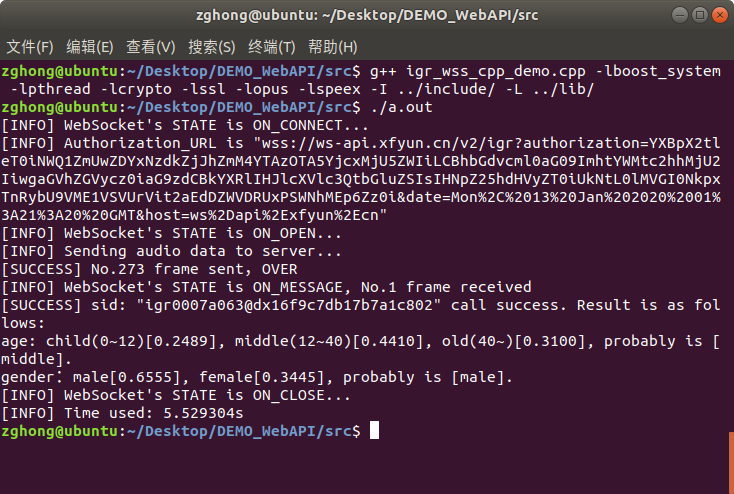 zghong@ubuntu: ~/Desktop/DEMO_WebAPI/src
文件(F) 编辑(E) 查看(V) 搜索(S) 终端(T) 帮助(H)
zghong@ubuntu:~/Desktop/DEMO_WebAPI/src$ g++ igr_wss_cpp_demo.cpp -lboost_system
-lpthread -lcrypto -lssl -lopus -lspeex -I ../include/ -L ../lib/
zghong@ubuntu:~/Desktop/DEMO_WebAPI/src$ ./a.out
[INFO] WebSocket's STATE is ON_CONNECT...
[INFO] Authorization_URL is "wss://ws-api.xfyun.cn/v2/igr?authorization=YXBpX2tl
eT0iNWQ1ZmUwZDYxNzdkZjJhZmM4YTAzOTA5YjcxMjU5ZWIiLCBhbGdvcml0aG09ImhtYWMtc2hhMjU2
IiwgaGVhZGVycz0iaG9zdCBkYXRlIHJlcXVlc3QtbGluZSIsIHNpZ25hdHVyZT0iUkNtL0lMVGI0Nkpx
TnRybU9VME1VSVUrVit2aEdDZWVDRUxPSWNhMEp6Zz0i&date=Mon%2C%2013%20Jan%202020%2001%
3A21%3A20%20GMT&host=ws%2Dapi%2Exfyun%2Ecn"
[INFO] WebSocket's STATE is ON_OPEN...
[INFO] Sending audio data to server...
[SUCCESS] No.273 frame sent，OVER
[INFO] WebSocket's STATE is ON_MESSAGE, No.1 frame received
[SUCCESS] sid: "igr0007a063@dx16f9c7db17b7a1c802" call success. Result is as fol
lows:
age: child(0~12)[0.2489], middle(12~40)[0.4410], old(40~)[0.3100], probably is [
middle].
gender：male[0.6555], female[0.3445], probably is [male].
[INFO] WebSocket's STATE is ON_CLOSE...
[INFO] Time used: 5.529304s
zghong@ubuntu:~/Desktop/DEMO_WebAPI/src$